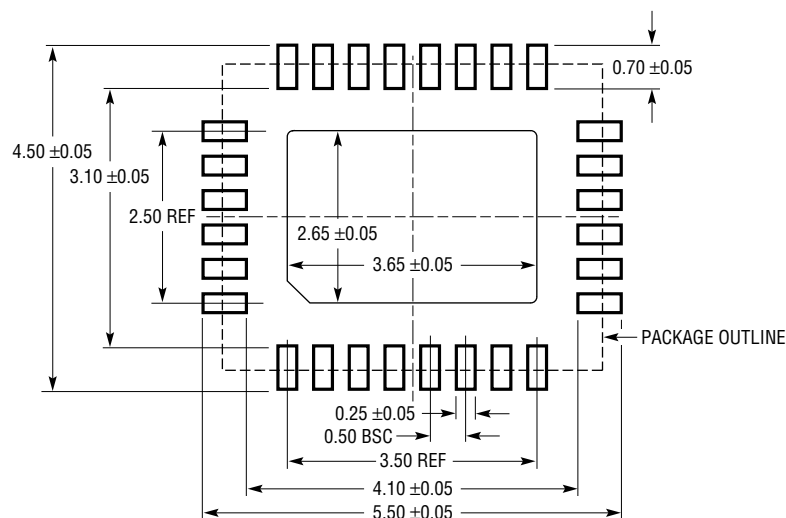 0.70 ±0.05
4.50 ±0.05
3.10 ±0.05
2.50 REF
2.65 ±0.05
3.65 ±0.05
PACKAGE OUTLINE
0.25 ±0.05
0.50 BSC
3.50 REF
4.10 ±0.05
5.50 ±0.05